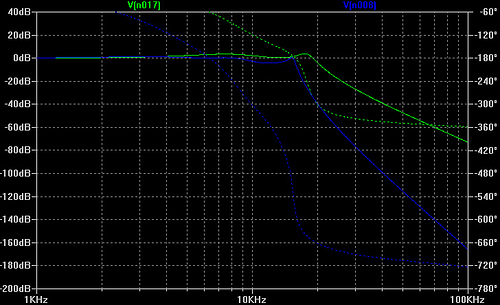 V(n017)
40dB -60°
20dB -120°
0dB -180°
-20dB -240°
-40dB -300°
-60dB -360°
-80dB -420°
-100dB -480°
-120dB -540°
-140dB -600°
-160dB -660°
-180dB -720°
-200dB -780°
1KHz 10KHz 100KHz